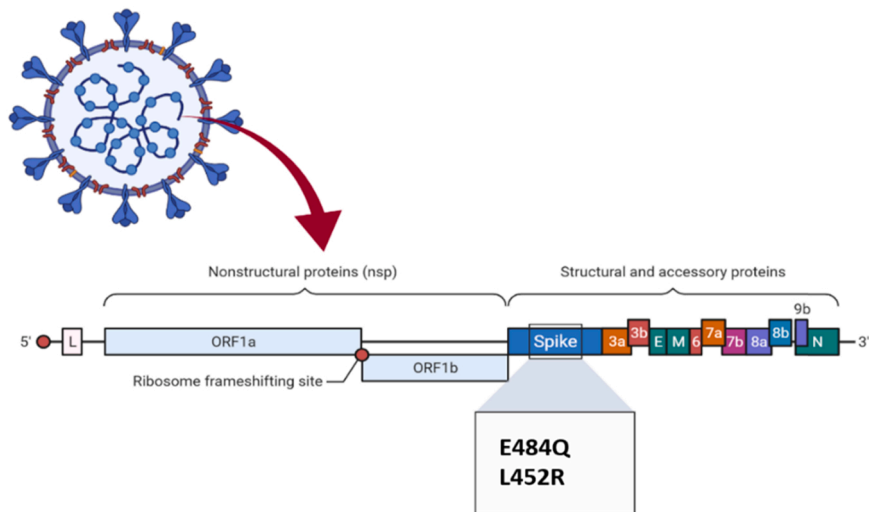 Nonstructural proteins (nsp)
Structural and accessory proteins
9b
5' L ORF1a Spike 3a 3b E M 6 7a 7b 8a 8b N 3'
Ribosome frameshifting site
ORF1b
E484Q
L452R